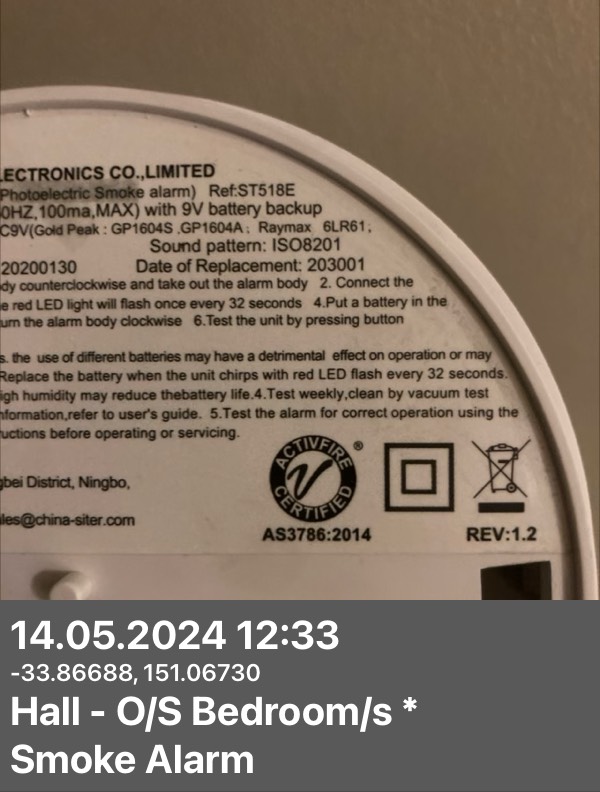 LECTRONICS CO.,LIMITED
Photoelectric Smoke alarm) Ref:ST518E
0HZ,100ma,MAX) with 9V battery backup
C9V(Gold Peak : GP1604S ,GP1604A ; Raymax 6LR61;
Sound pattern: ISO8201
20200130 Date of Replacement: 203001
dy counterclockwise and take out the alarm body 2. Connect the
e red LED light will flash once every 32 seconds 4.Put a battery in the
urn the alarm body clockwise 6.Test the unit by pressing button
s. the use of different batteries may have a detrimental effect on operation or may
Replace the battery when the unit chirps with red LED flash every 32 seconds.
igh humidity may reduce thebattery life.4.Test weekly,clean by vacuum test
nformation,refer to user's guide. 5.Test the alarm for correct operation using the
uctions before operating or servicing.
ACTIVFIRE ®
CERTIFIED
gbei District, Ningbo,
les@china-siter.com
AS3786:2014 REV:1.2
14.05.2024 12:33
-33.86688, 151.06730
Hall - O/S Bedroom/s *
Smoke Alarm